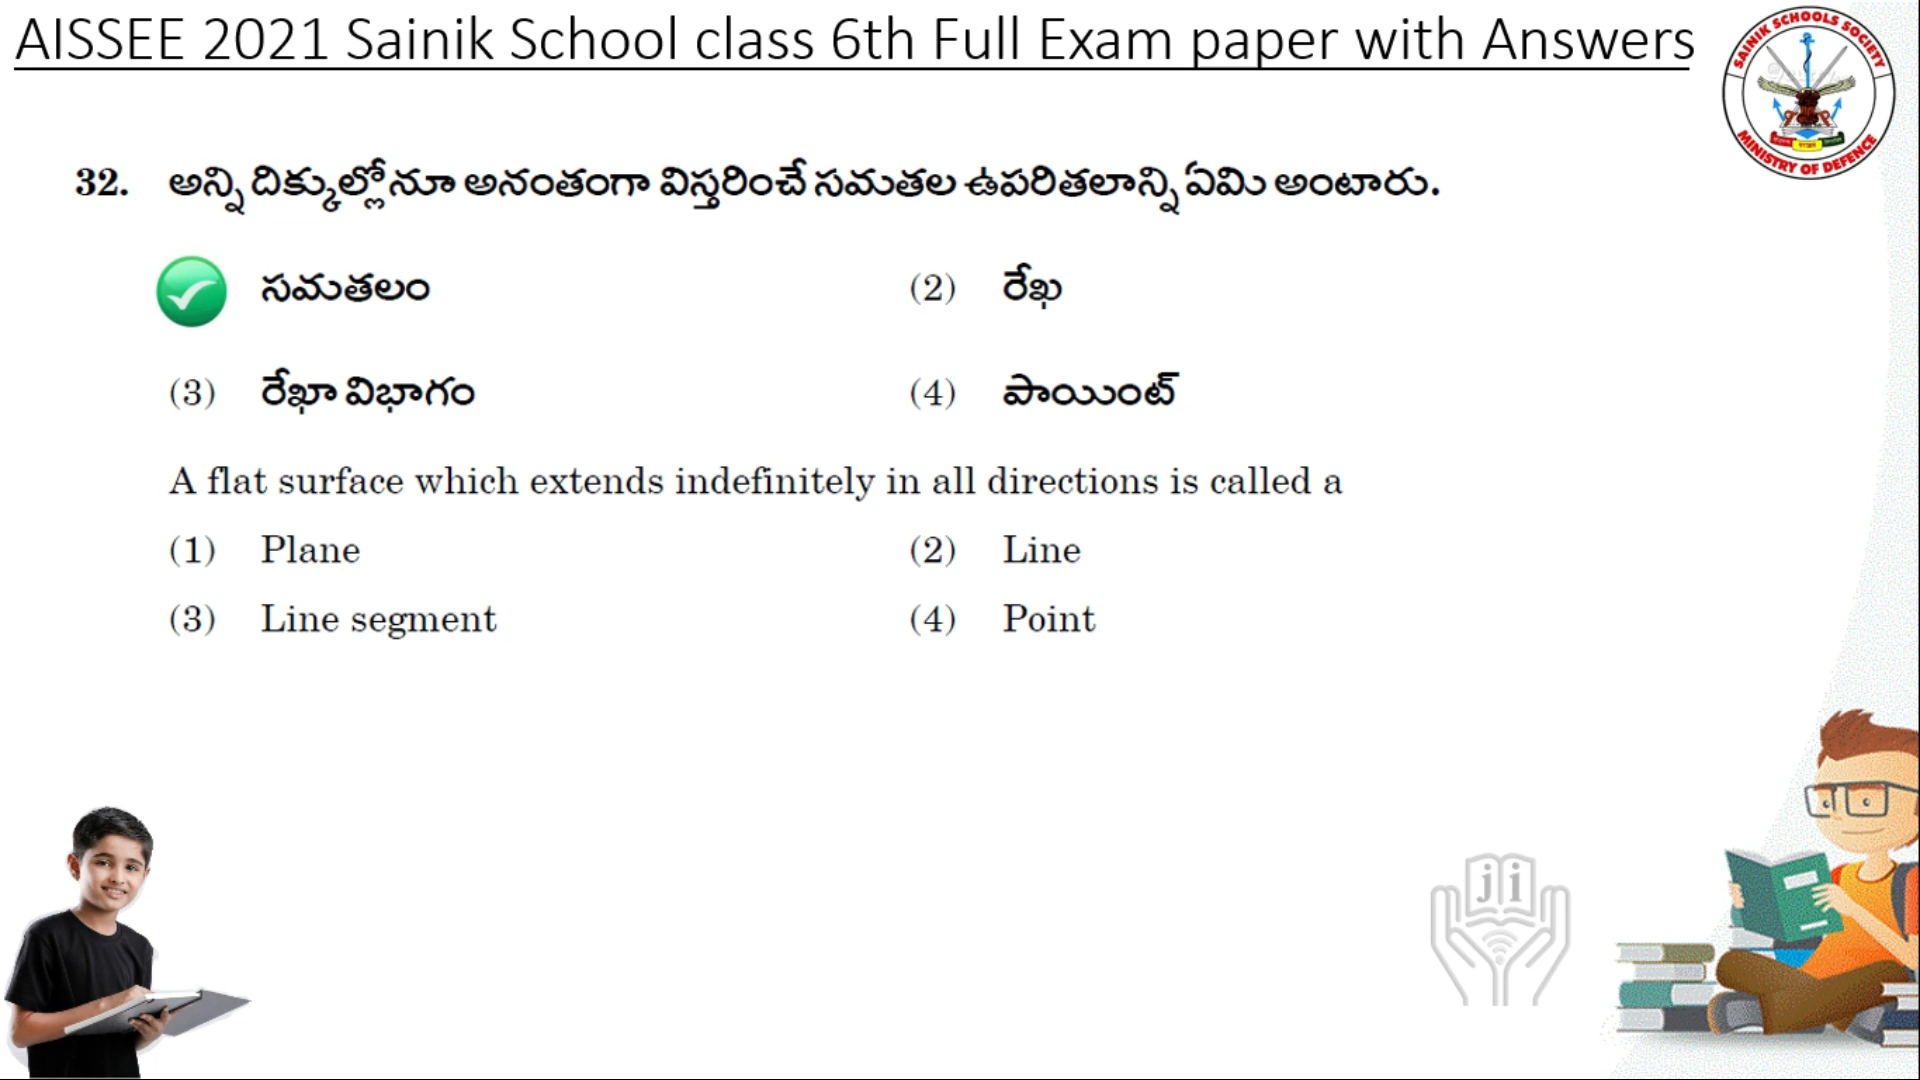 AISSEE 2021 Sainik School class 6th Full Exam paper with Answers
SAINIK SCHOOLS SOCIETY
MINISTRY OF DEFENCE
32. అన్ని దిక్కుల్లోనూ అనంతంగా విస్తరించే సమతల ఉపరితలాన్ని ఏమి అంటారు.
సమతలం (2) రేఖ
(3) రేఖా విభాగం (4) పాయింట్
A flat surface which extends indefinitely in all directions is called a
(1) Plane (2) Line
(3) Line segment (4) Point
ji